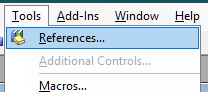 Tools Add-Ins Window Help
References...
Additional Controls...
Macros...